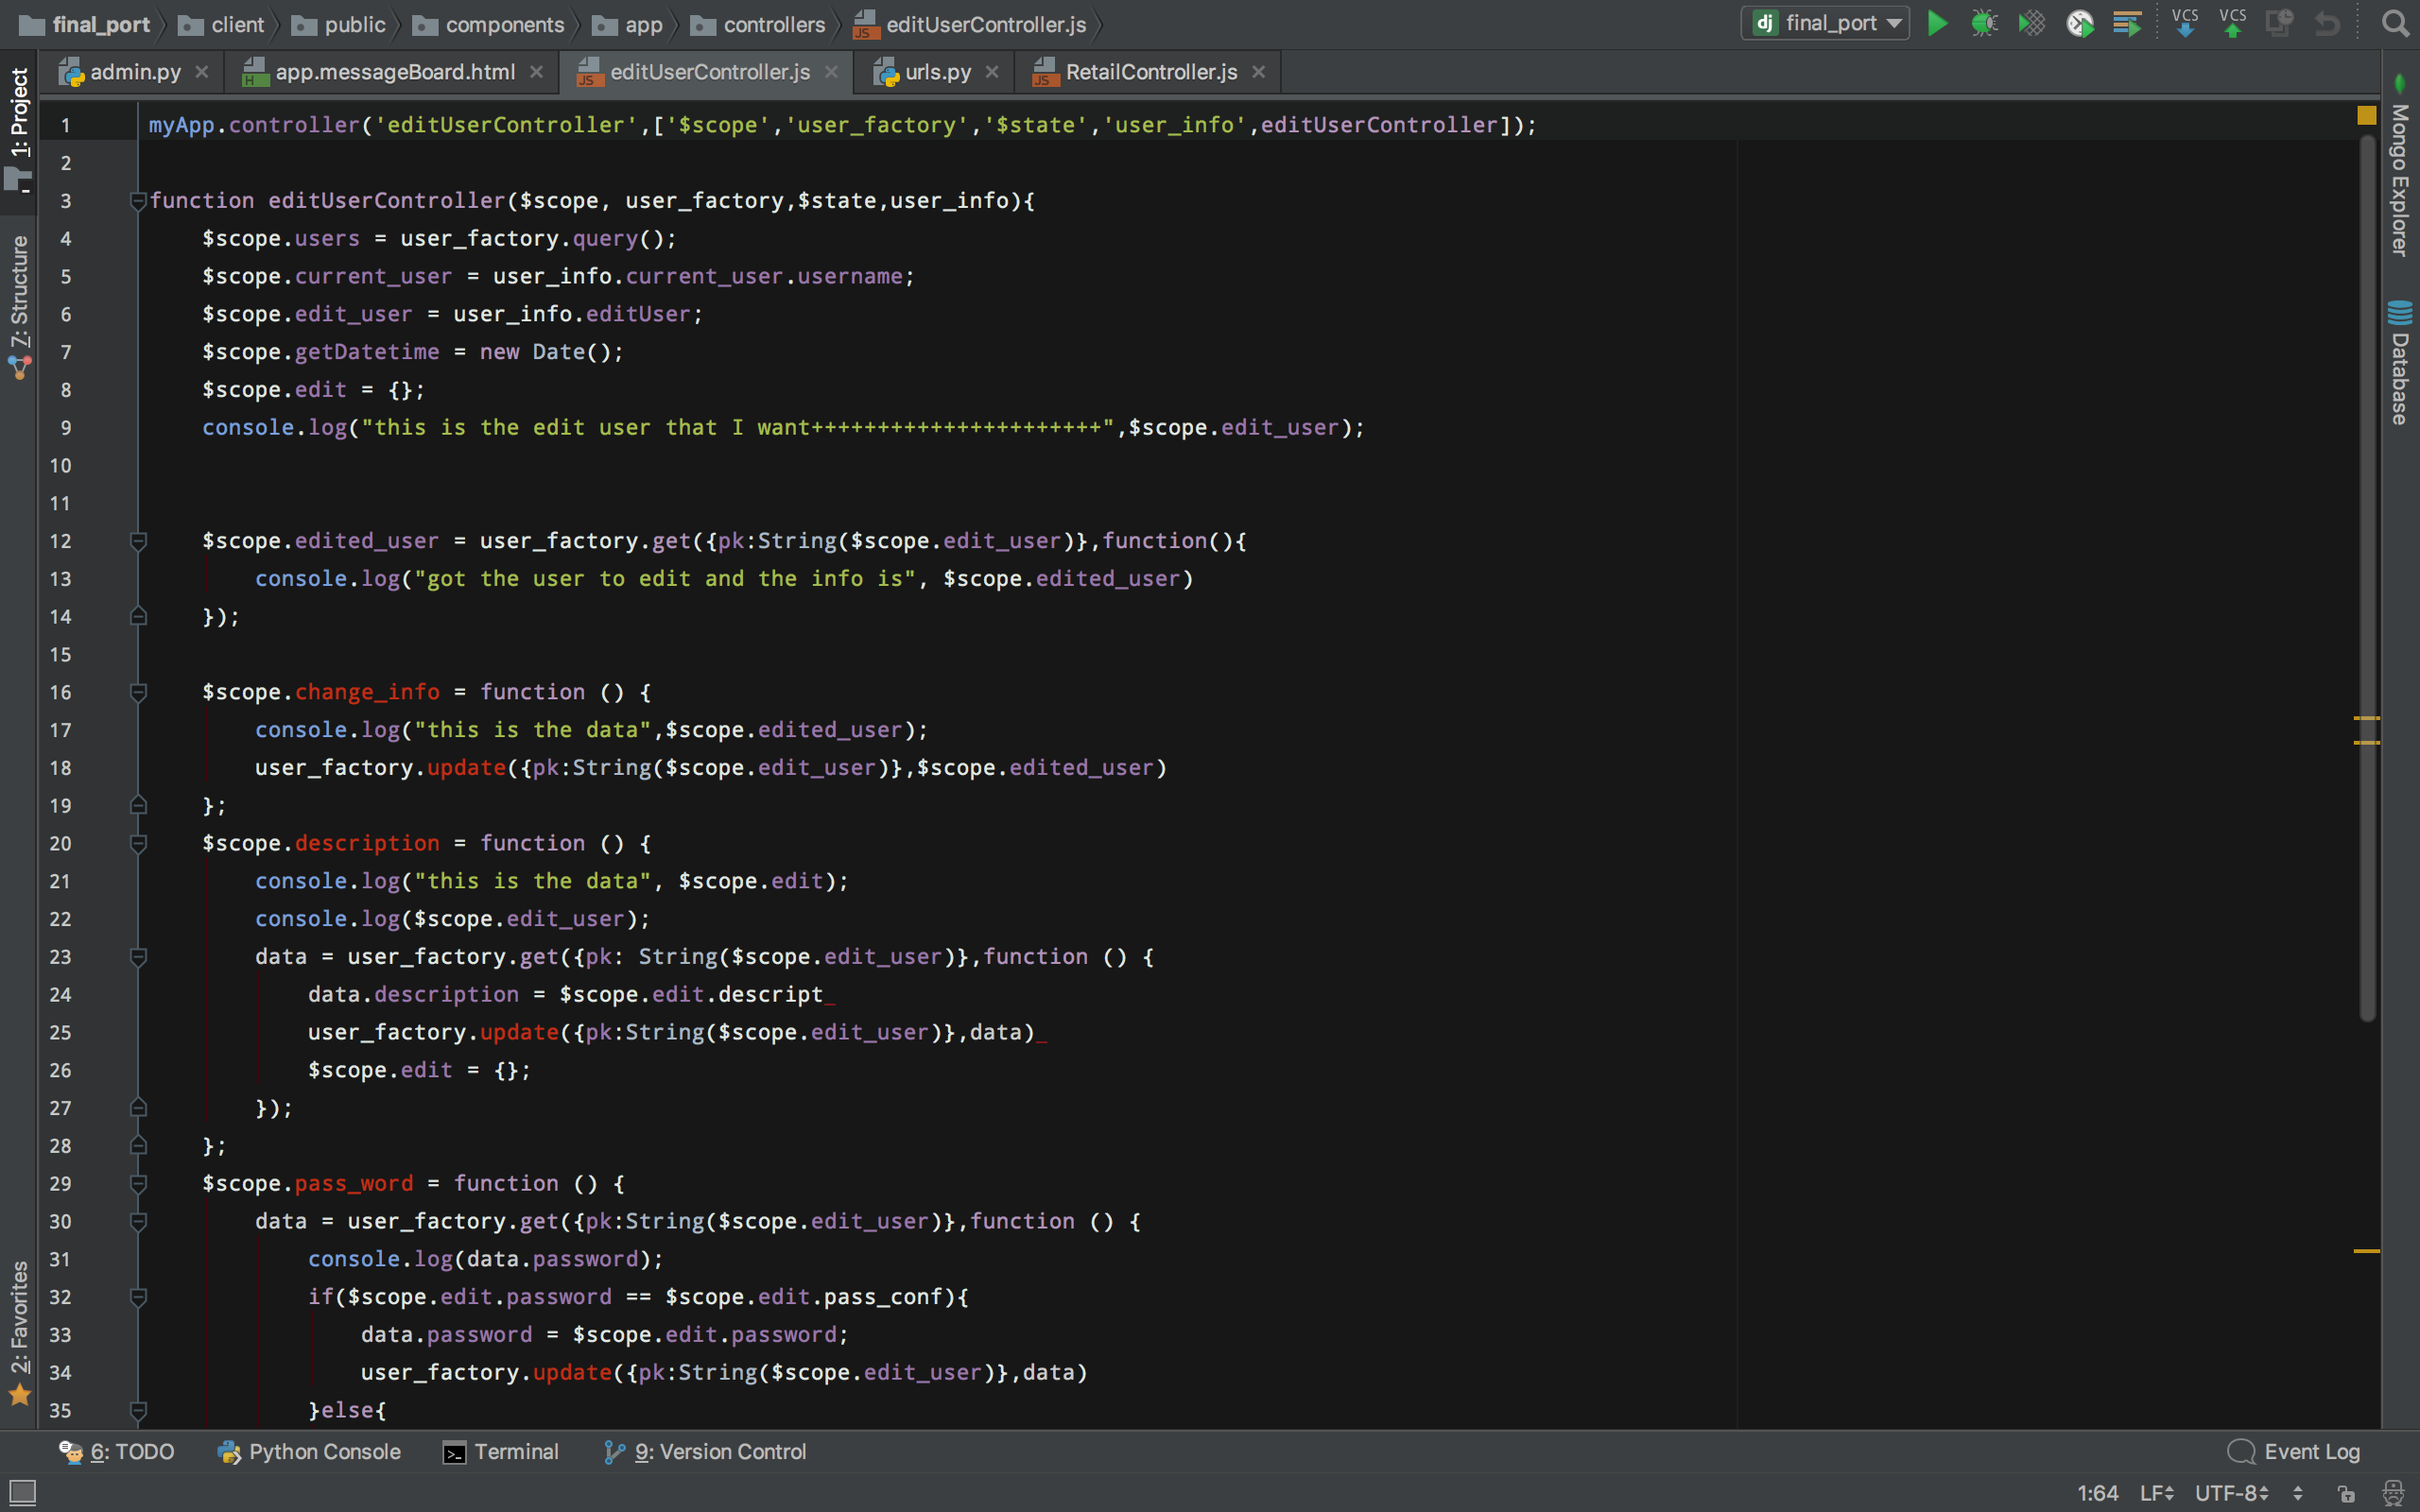 final_port client public components app controllers editUserController.js
dj final_port VCS VCS
admin.py app.messageBoard.html editUserController.js urls.py RetailController.js
1: Project
7: Structure
2: Favorites
Mongo Explorer
Database
1 myApp.controller('editUserController',['$scope','user_factory','$state','user_info',editUserController]);
2
3 function editUserController($scope, user_factory,$state,user_info){
4 $scope.users = user_factory.query();
5 $scope.current_user = user_info.current_user.username;
6 $scope.edit_user = user_info.editUser;
7 $scope.getDatetime = new Date();
8 $scope.edit = {};
9 console.log("this is the edit user that I want++++++++++++++++++++++",$scope.edit_user);
10
11
12 $scope.edited_user = user_factory.get({pk:String($scope.edit_user)},function(){
13 console.log("got the user to edit and the info is", $scope.edited_user)
14 });
15
16 $scope.change_info = function () {
17 console.log("this is the data",$scope.edited_user);
18 user_factory.update({pk:String($scope.edit_user)},$scope.edited_user)
19 };
20 $scope.description = function () {
21 console.log("this is the data", $scope.edit);
22 console.log($scope.edit_user);
23 data = user_factory.get({pk: String($scope.edit_user)},function () {
24 data.description = $scope.edit.descript
25 user_factory.update({pk:String($scope.edit_user)},data)
26 $scope.edit = {};
27 });
28 };
29 $scope.pass_word = function () {
30 data = user_factory.get({pk:String($scope.edit_user)},function () {
31 console.log(data.password);
32 if($scope.edit.password == $scope.edit.pass_conf){
33 data.password = $scope.edit.password;
34 user_factory.update({pk:String($scope.edit_user)},data)
35 }else{
6: TODO Python Console Terminal 9: Version Control Event Log
1:64 LF UTF-8